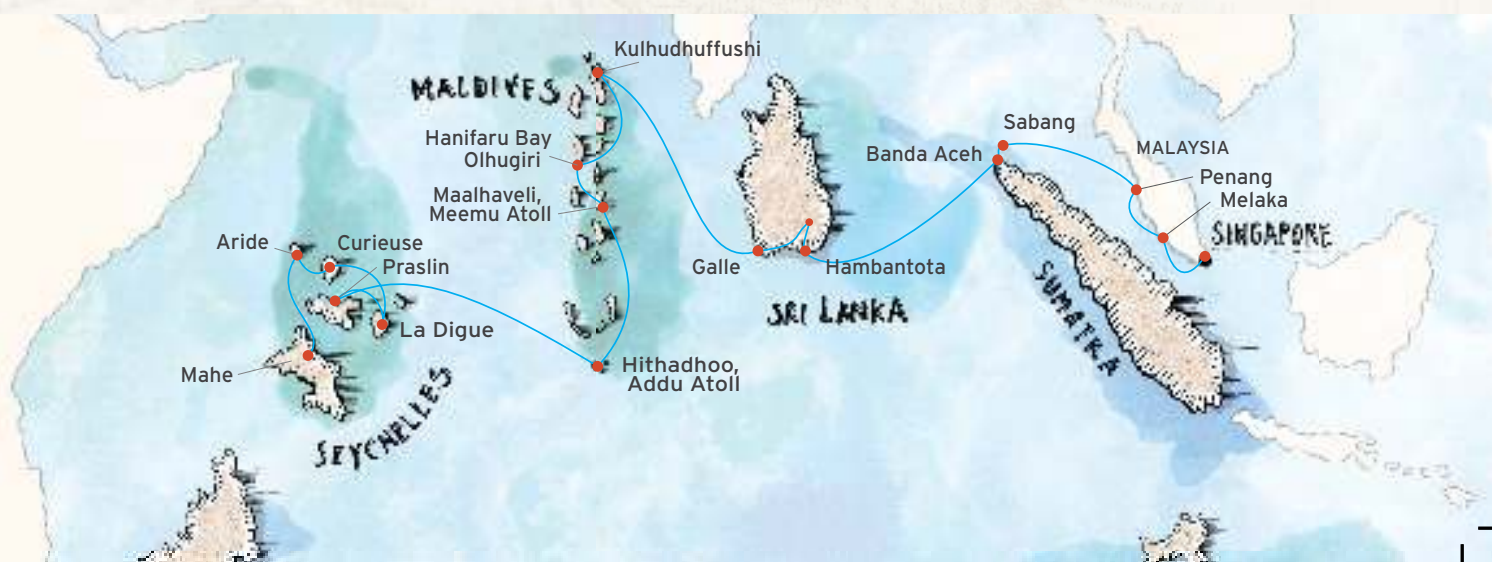 Kulhudhuffushi
MALDIVES
Hanifaru Bay
Olhugiri
Maalhaveli,
Meemu Atoll
Aride
Curieuse
Praslin
La Digue
Mahe
SEYCHELLES
Hithadhoo,
Addu Atoll
Galle
Hambantota
SRI LANKA
Sabang
Banda Aceh
MALAYSIA
Penang
Melaka
SINGAPORE
SUMATRA